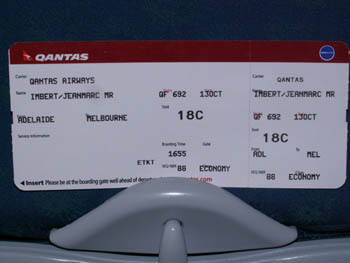 QANTAS
Carrier Carrier
QANTAS AIRWAYS QANTAS
Name Name
IMBERT/JEANMARC MR QF 692 13OCT IMBERT/JEANMARC MR
Seat QF 692 13OCT
ADELAIDE MELBOURNE 18C Seat
Service Information 18C
Boarding Time Gate From To
ETKT 1655 ADL MEL
88 ECONOMY 88 ECONOMY
Insert Please be at the boarding gate well ahead of